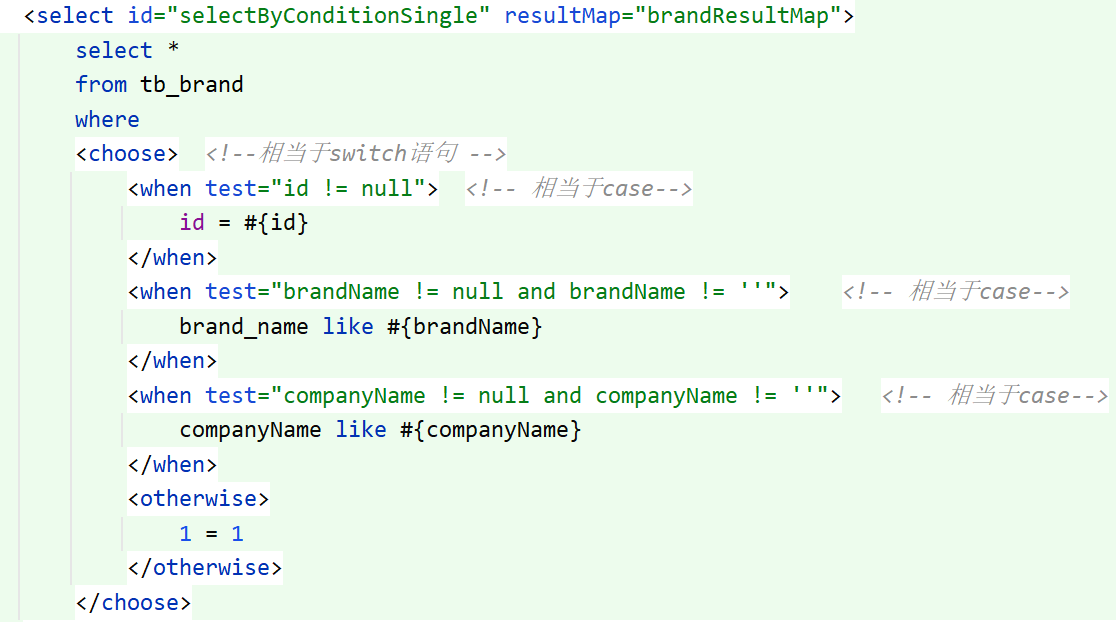 <select id="selectByConditionSingle" resultMap="brandResultMap">
select *
from tb_brand
where
<choose> <!--相当于switch语句 -->
<when test="id != null"> <!-- 相当于case-->
id = #{id}
</when>
<when test="brandName != null and brandName != ''"> <!-- 相当于case-->
brand_name like #{brandName}
</when>
<when test="companyName != null and companyName != ''"> <!-- 相当于case-->
companyName like #{companyName}
</when>
<otherwise>
1 = 1
</otherwise>
</choose>